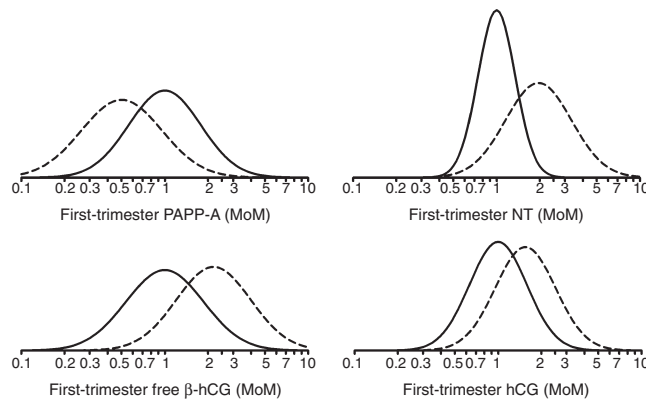 0.1 0.2 0.3 0.5 0.7 1 2 3 5 7 10
First-trimester PAPP-A (MoM)
0.1 0.2 0.3 0.5 0.7 1 2 3 5 7 10
First-trimester NT (MoM)
0.1 0.2 0.3 0.5 0.7 1 2 3 5 7 10
First-trimester free β-hCG (MoM)
0.1 0.2 0.3 0.5 0.7 1 2 3 5 7 10
First-trimester hCG (MoM)